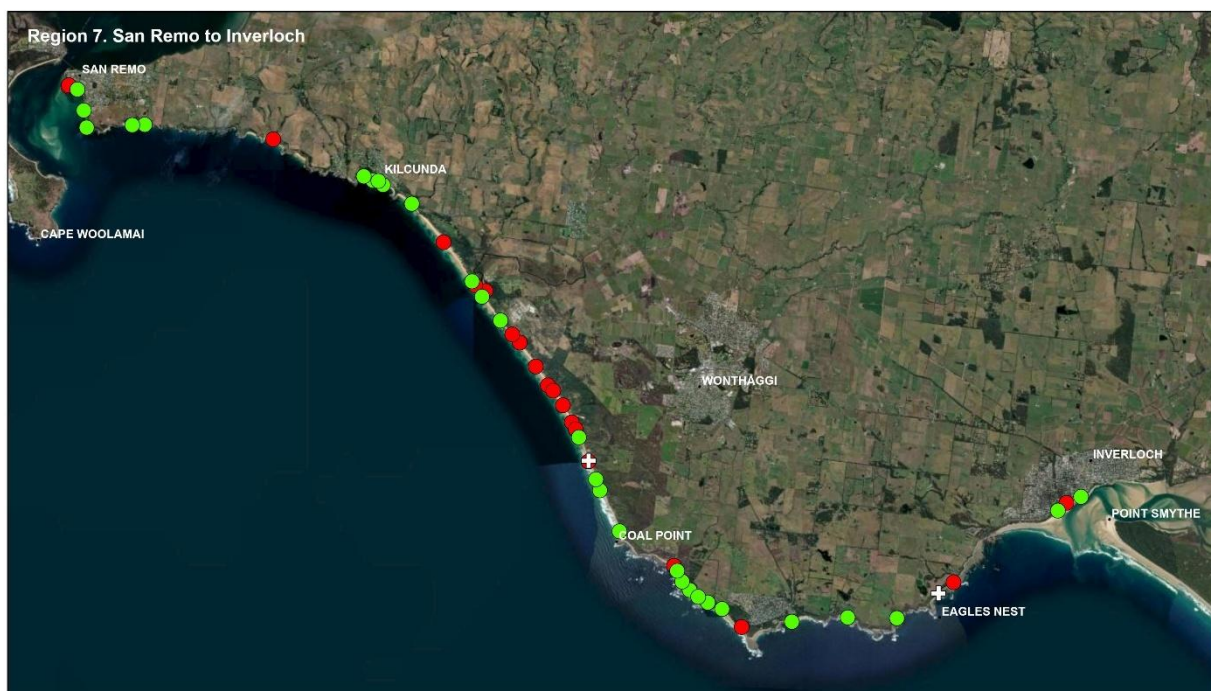 Region 7. San Remo to Inverloch
SAN REMO
KILCUNDA
CAPE WOOLAMAI
WONTHAGGI
INVERLOCH
POINT SMYTHE
COAL POINT
EAGLES NEST